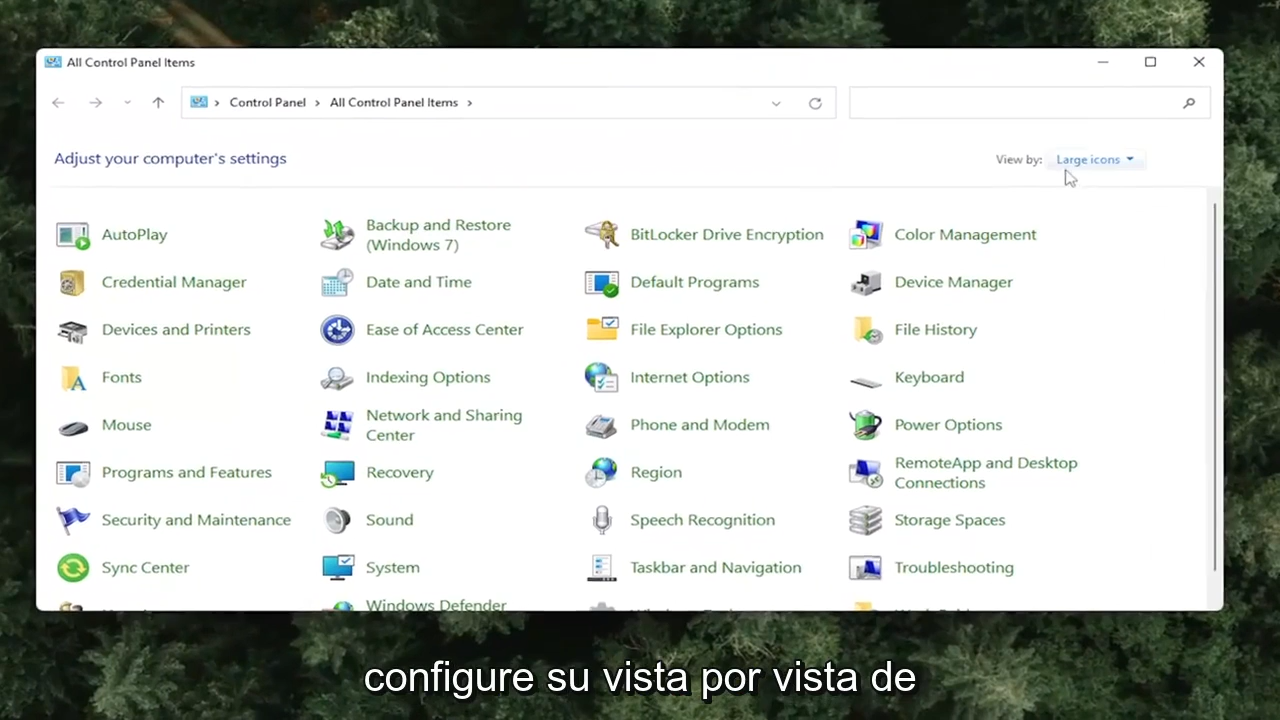 All Control Panel Items
Control Panel > All Control Panel Items >
Adjust your computer's settings
View by: Large icons
AutoPlay
Backup and Restore
(Windows 7)
BitLocker Drive Encryption
Color Management
Credential Manager
Date and Time
Default Programs
Device Manager
Devices and Printers
Ease of Access Center
File Explorer Options
File History
Fonts
Indexing Options
Internet Options
Keyboard
Mouse
Network and Sharing
Center
Phone and Modem
Power Options
Programs and Features
Recovery
Region
RemoteApp and Desktop
Connections
Security and Maintenance
Sound
Speech Recognition
Storage Spaces
Sync Center
System
Taskbar and Navigation
Troubleshooting
Windows Defender
configure su vista por vista de